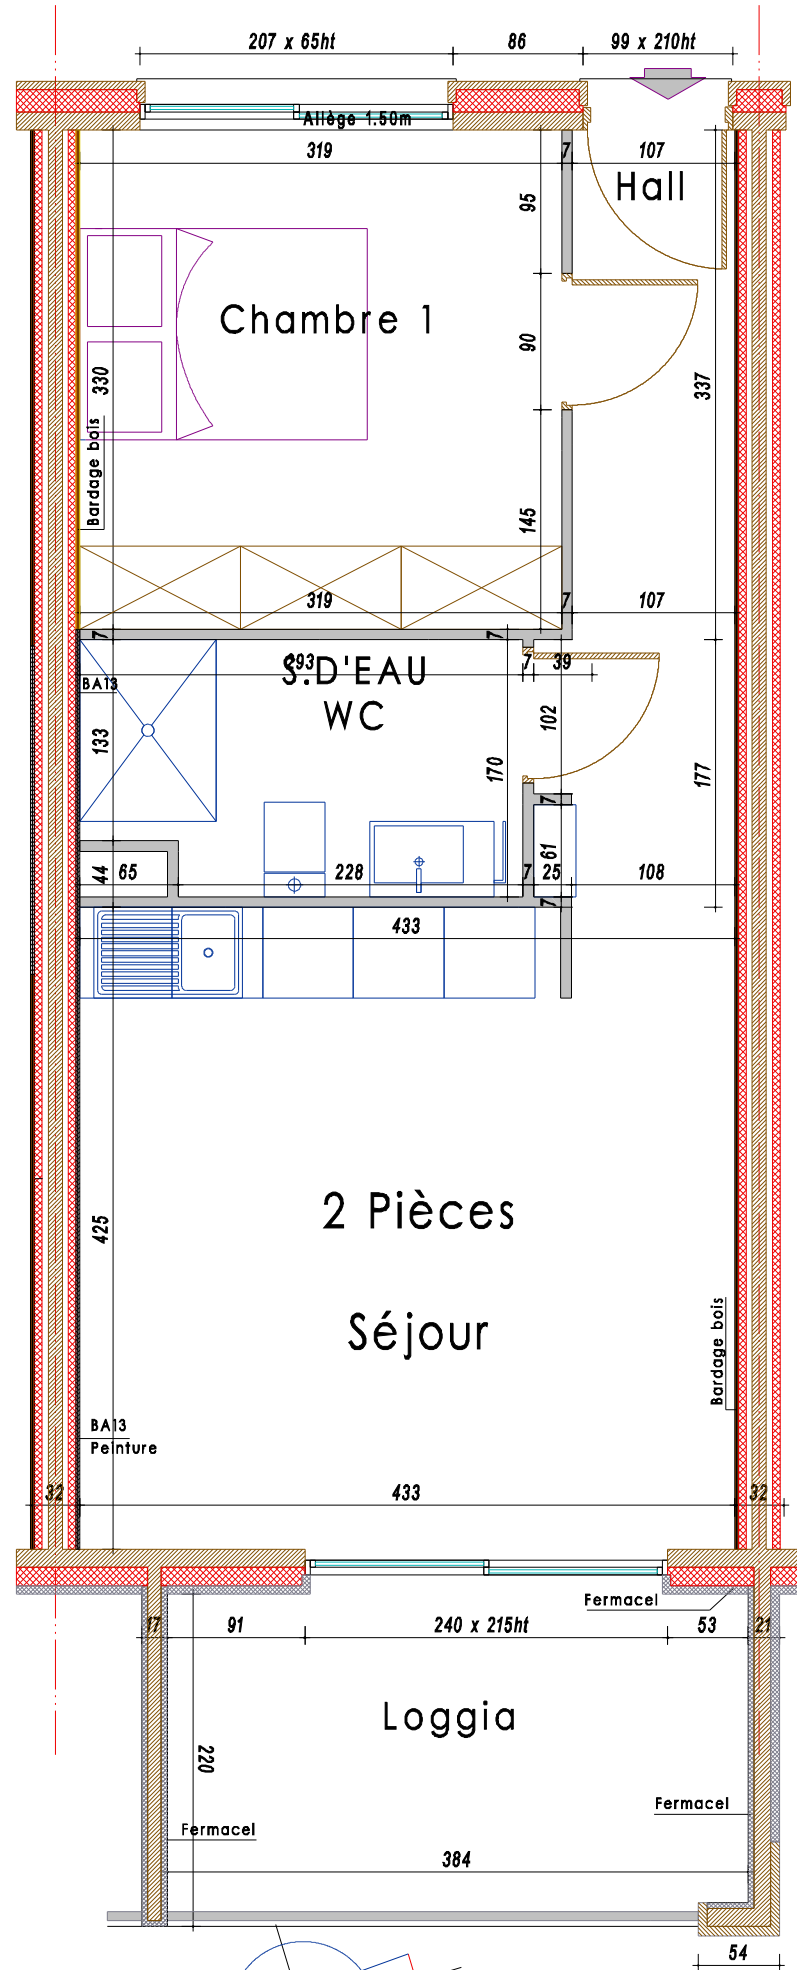 207 x 65ht 86 99 x 210ht
Allège 1.50m
319 7 107
Hall
95
Chambre 1
90
330
337
Bardage bois
145
319 7 107
7 7
293 7 39
S.D'EAU
BA13
WC
102
133
170
177
7
61
44 65 228 7 25 108
7
433
2 Pièces
425
Séjour
Bardage bois
BA13
Peinture
32 433 32
Fermacel
17 91 240 x 215ht 53 21
Loggia
220
Fermacel
Fermacel
384
54